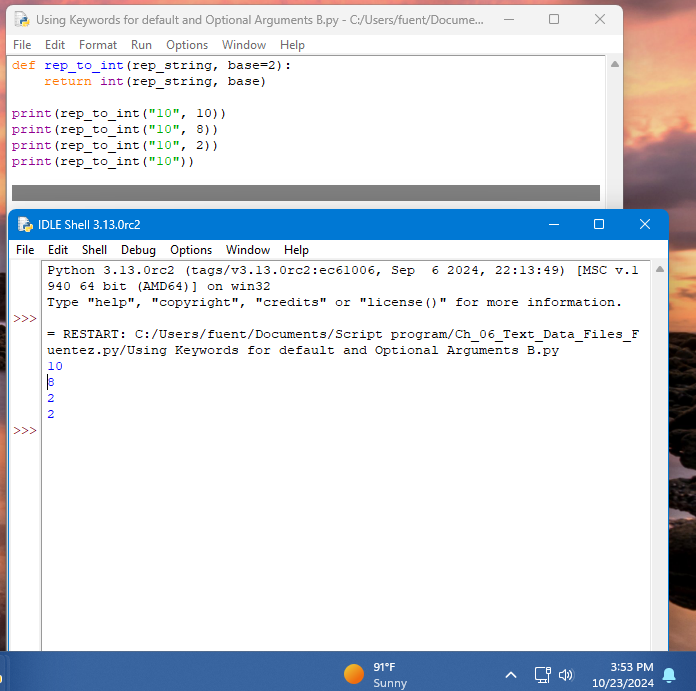 Using Keywords for default and Optional Arguments B.py - C:/Users/fuent/Docume...
File Edit Format Run Options Window Help
def rep_to_int(rep_string, base=2):
    return int(rep_string, base)
print(rep_to_int("10", 10))
print(rep_to_int("10", 8))
print(rep_to_int("10", 2))
print(rep_to_int("10"))
IDLE Shell 3.13.0rc2
File Edit Shell Debug Options Window Help
Python 3.13.0rc2 (tags/v3.13.0rc2:ec61006, Sep  6 2024, 22:13:49) [MSC v.1
940 64 bit (AMD64)] on win32
Type "help", "copyright", "credits" or "license()" for more information.
>>>
= RESTART: C:/Users/fuent/Documents/Script program/Ch_06_Text_Data_Files_F
uentez.py/Using Keywords for default and Optional Arguments B.py
10
8
2
2
>>>
91°F
Sunny
3:53 PM
10/23/2024